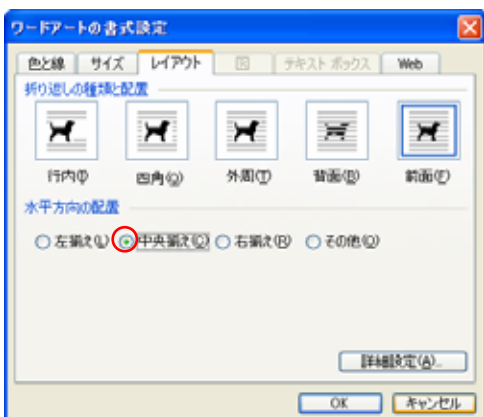 ワードアートの書式設定
色と線 サイズ レイアウト 図 テキスト ボックス Web
折り返しの種類と配置
行内(I) 四角(Q) 外周(T) 背面(B) 前面(F)
水平方向の配置
左揃え(L) 中央揃え(C) 右揃え(R) その他(O)
詳細設定(A)...
OK キャンセル